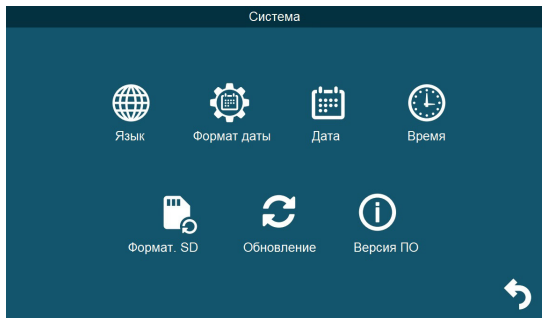 Система
Язык
Формат даты
Дата
Время
Формат. SD
Обновление
Версия ПО